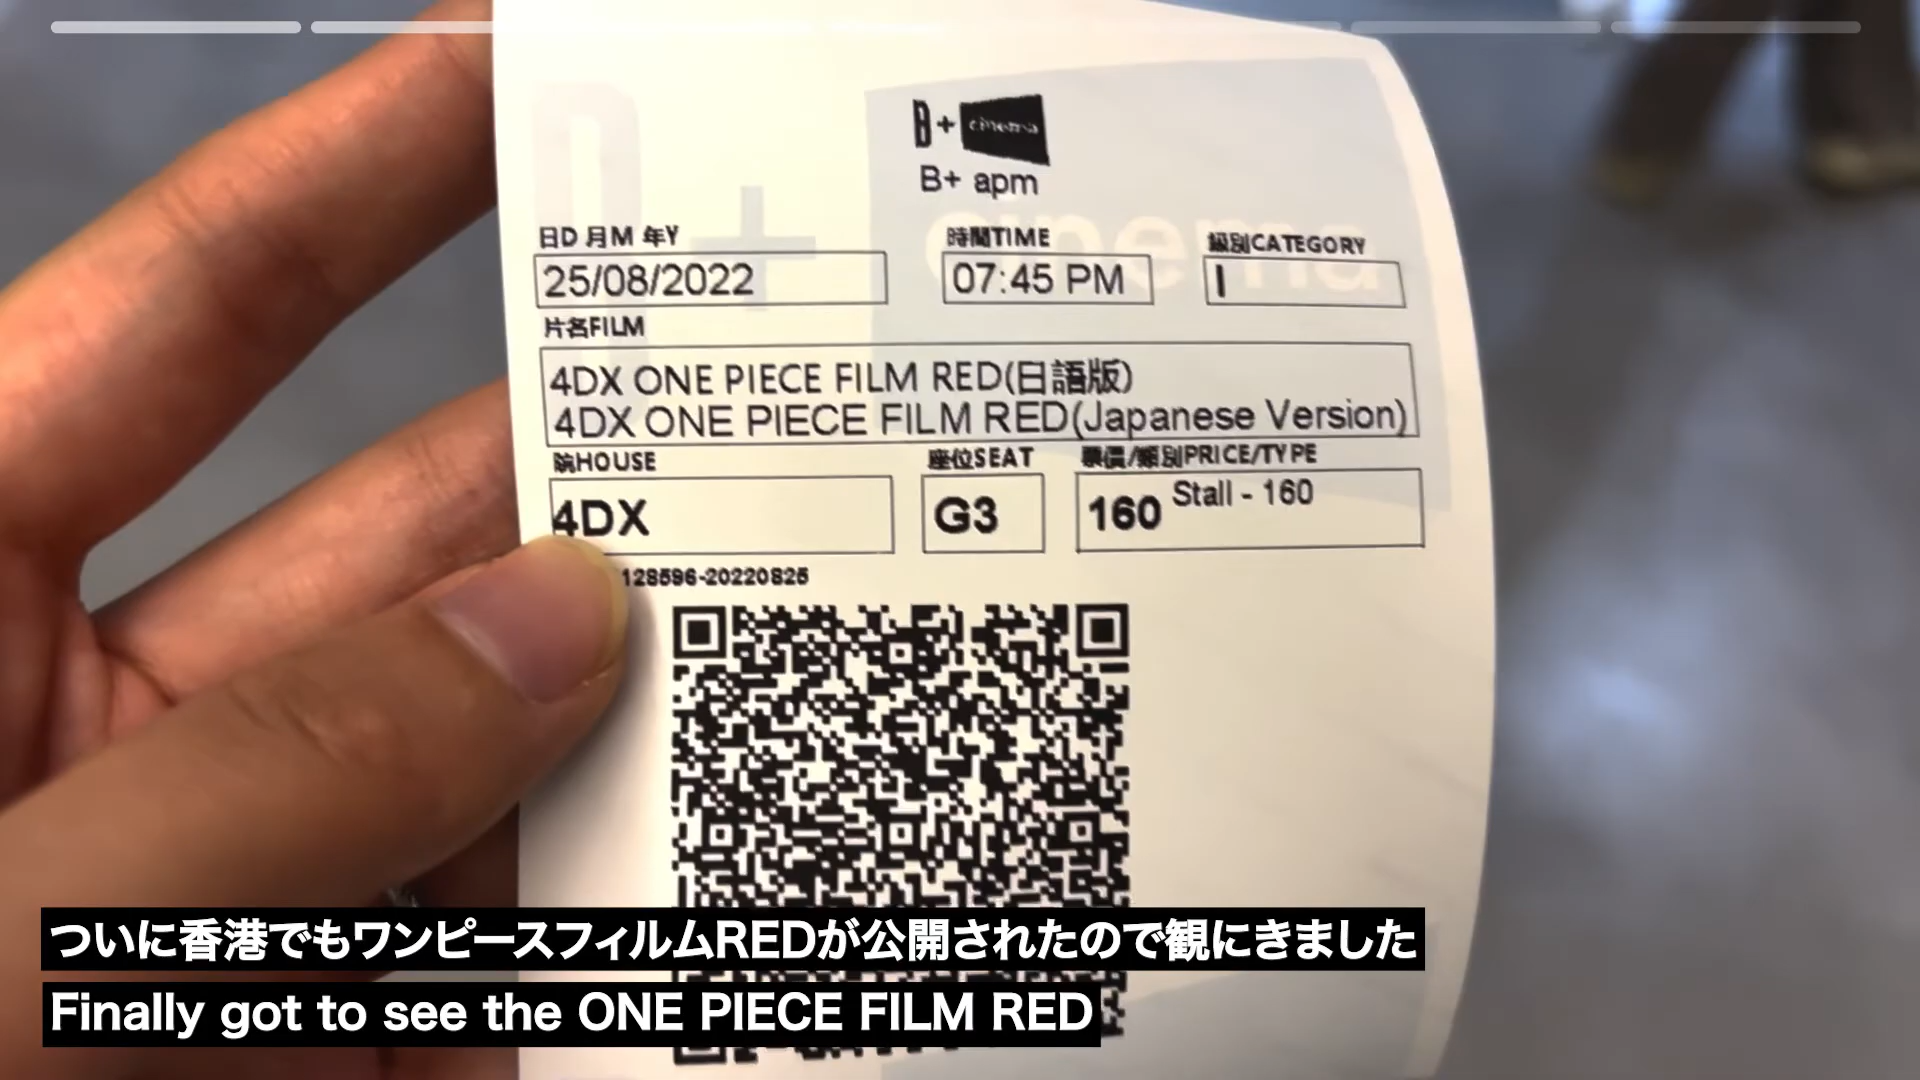 B+ cinema
B+ apm
日D 月M 年Y
時間TIME
級別CATEGORY
25/08/2022
07:45 PM
I
片名FILM
4DX ONE PIECE FILM RED(日語版)
4DX ONE PIECE FILM RED(Japanese Version)
院HOUSE
座位SEAT
票價/類別PRICE/TYPE
4DX
G3
160 Stall - 160
128596-20220825
ついに香港でもワンピースフィルムREDが公開されたので観にきました
Finally got to see the ONE PIECE FILM RED